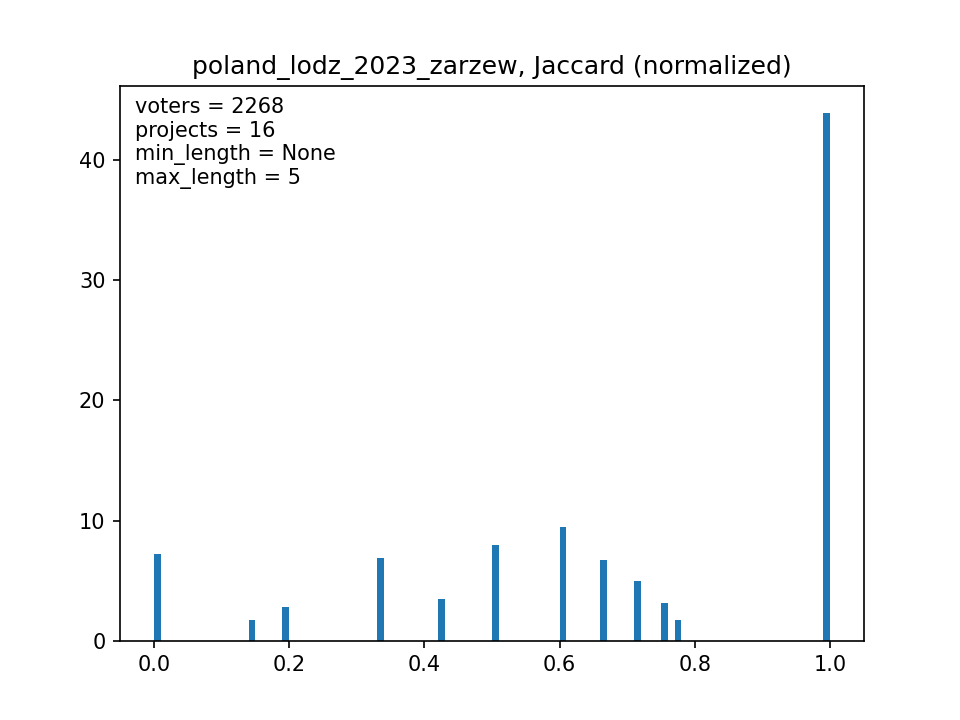 poland_lodz_2023_zarzew, Jaccard (normalized)
voters = 2268
projects = 16
min_length = None
max_length = 5
40
30
20
10
0
0.0 0.2 0.4 0.6 0.8 1.0